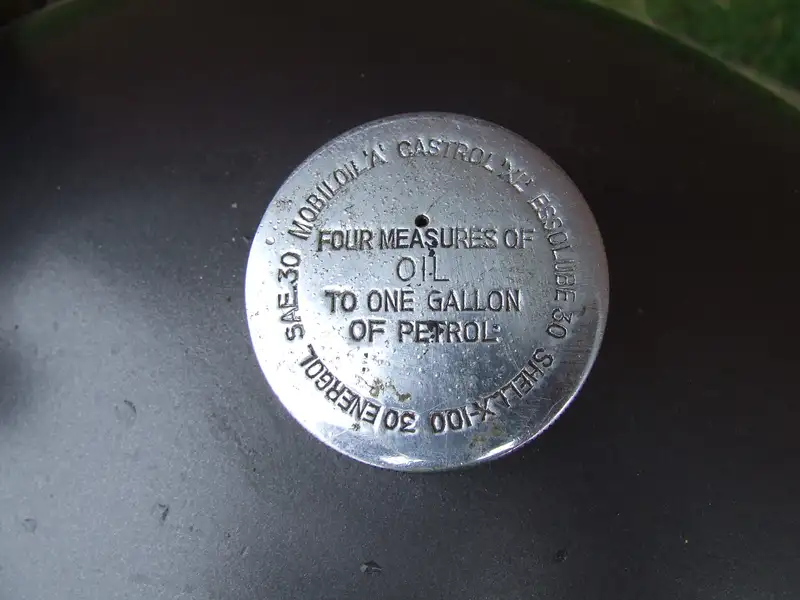 MOBILOIL 'A' CASTROL 'XL' ESSOLUBE 30 SHELL X-100 30 ENERGOL SAE.30
FOUR MEASURES OF
OIL
TO ONE GALLON
OF PETROL